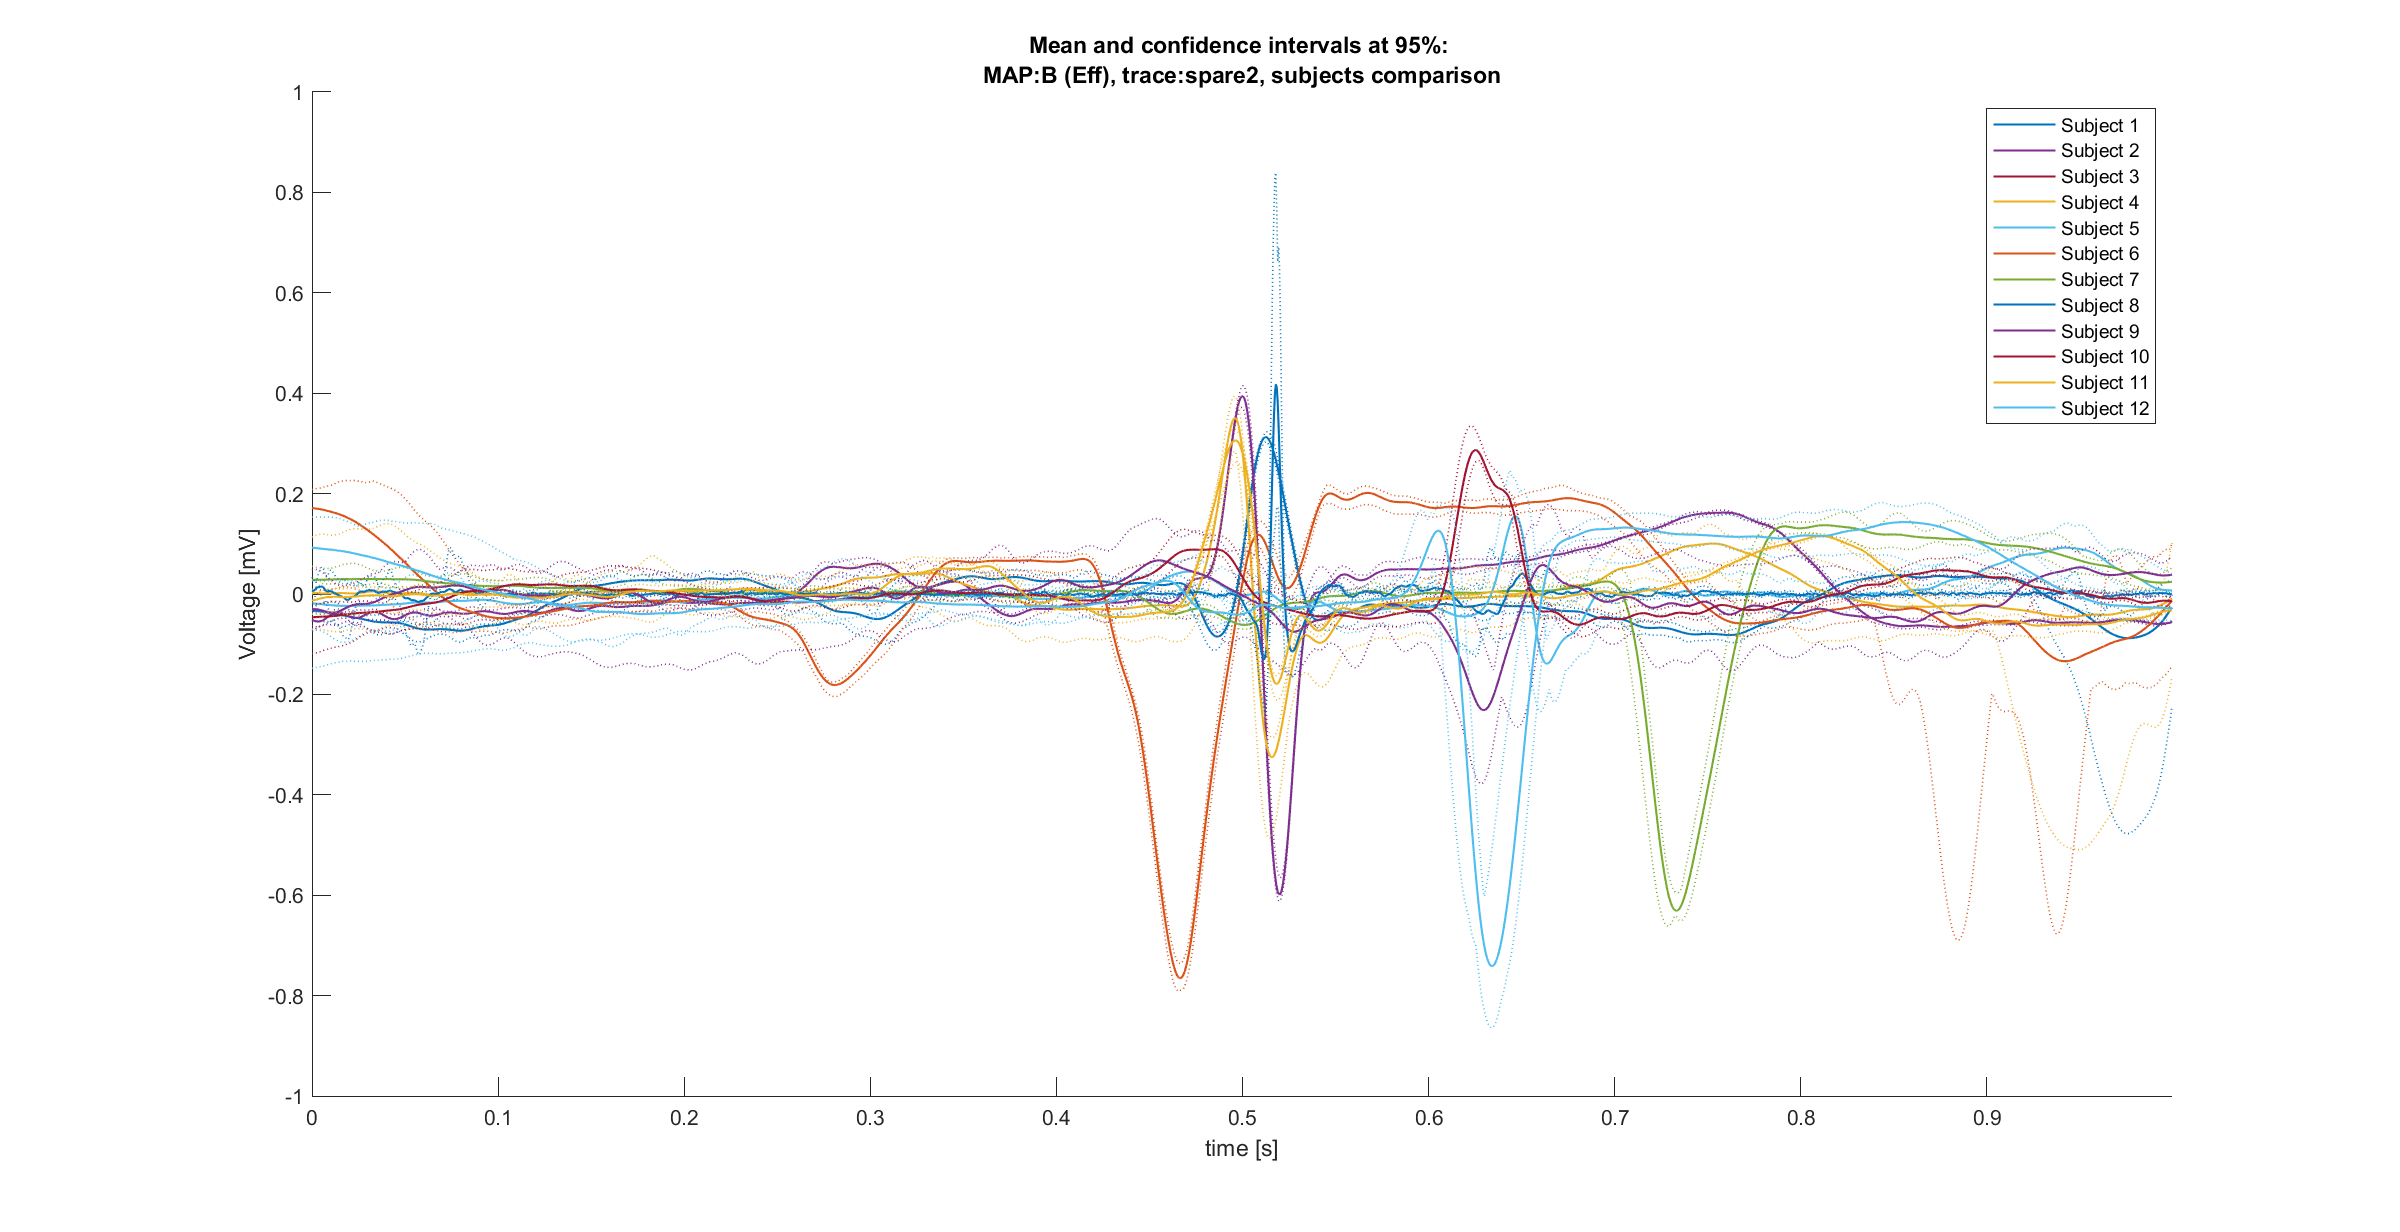 Mean and confidence intervals at 95%:
MAP:B (Eff), trace:spare2, subjects comparison
1
0.8
0.6
0.4
0.2
0
-0.2
-0.4
-0.6
-0.8
-1
Voltage [mV]
0
0.1
0.2
0.3
0.4
0.5
0.6
0.7
0.8
0.9
time [s]
Subject 1
Subject 2
Subject 3
Subject 4
Subject 5
Subject 6
Subject 7
Subject 8
Subject 9
Subject 10
Subject 11
Subject 12